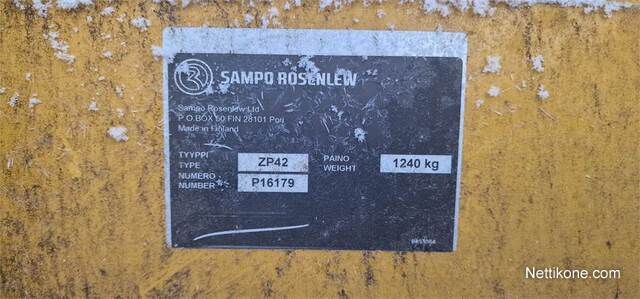 SAMPO ROSENLEW
Sampo Rosenlew Ltd
P.O.BOX 50 FIN 28101 Pori
Made in Finland
TYYPPI
TYPE
ZP42
PAINO
WEIGHT
1240 kg
NUMERO
NUMBER
P16179
Nettikone.com